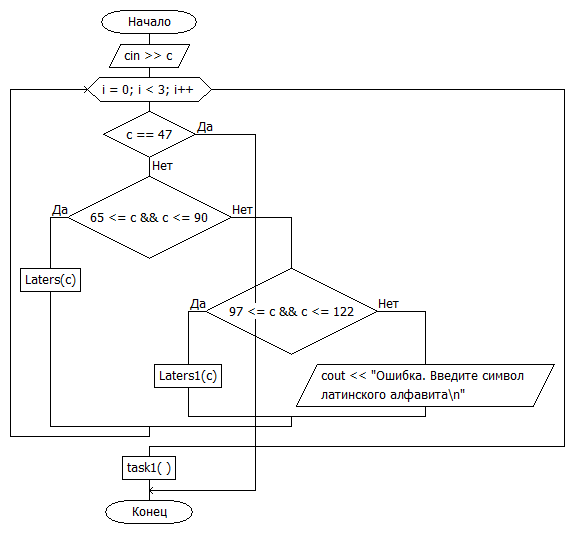 Начало
cin >> c
i = 0; i < 3; i++
c == 47
Да
Нет
65 <= c && c <= 90
Да
Нет
Laters(c)
97 <= c && c <= 122
Да
Нет
Laters1(c)
cout << "Ошибка. Введите символ
латинского алфавита\n"
task1( )
Конец